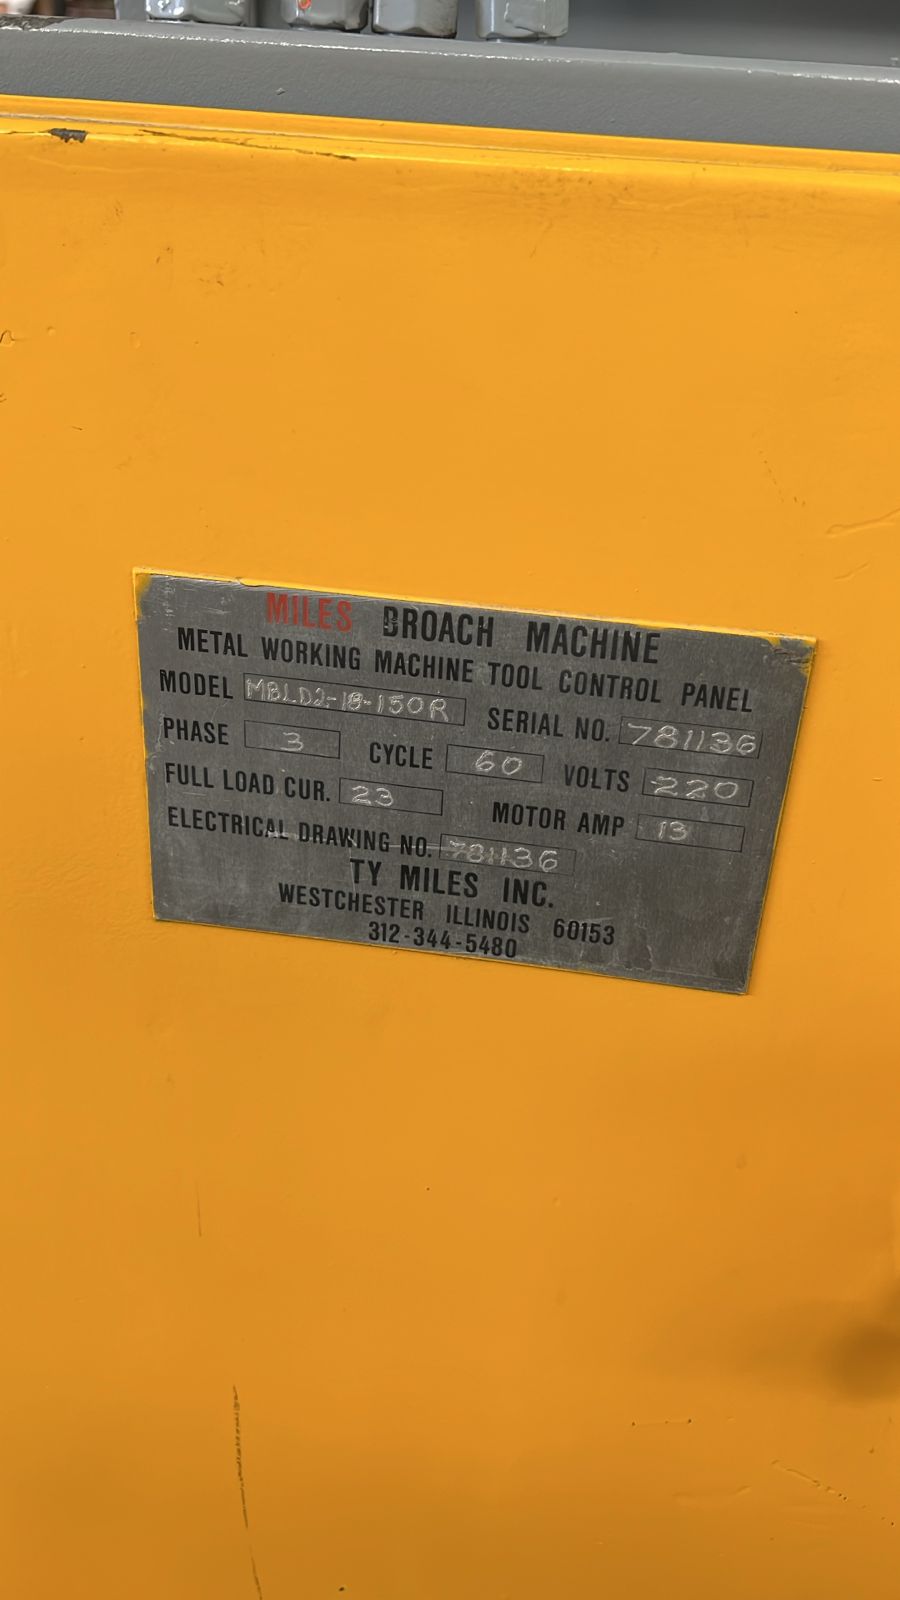 MILES BROACH MACHINE
METAL WORKING MACHINE TOOL CONTROL PANEL
MODEL MBLD2-18-150R SERIAL NO. 781136
PHASE 3 CYCLE 60 VOLTS 220
FULL LOAD CUR. 23 MOTOR AMP 13
ELECTRICAL DRAWING NO. 781136
TY MILES INC.
WESTCHESTER ILLINOIS 60153
312-344-5480